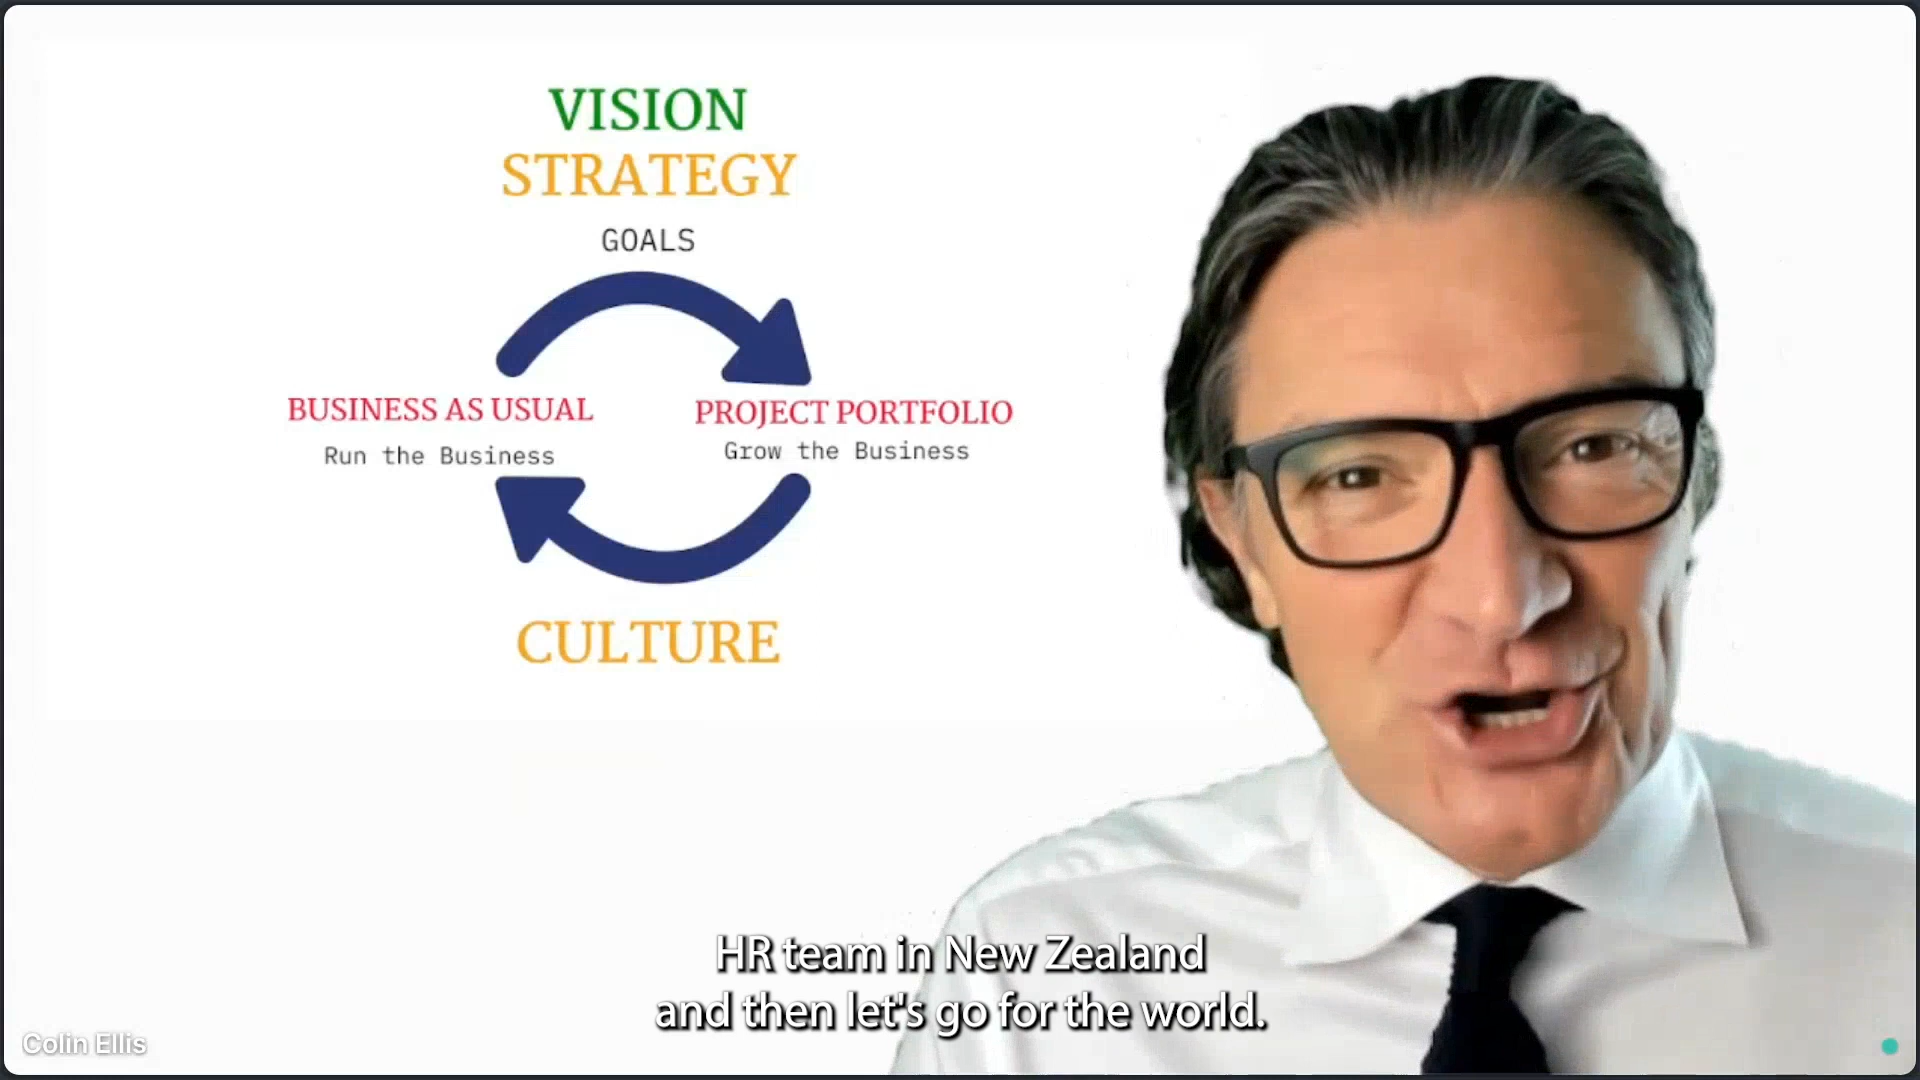 VISION
STRATEGY
GOALS
BUSINESS AS USUAL
Run the Business
PROJECT PORTFOLIO
Grow the Business
CULTURE
HR team in New Zealand
and then let's go for the world.
Colin Ellis